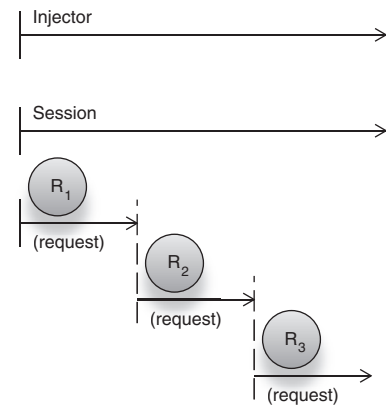 Injector
Session
R1
(request)
R2
(request)
R3
(request)